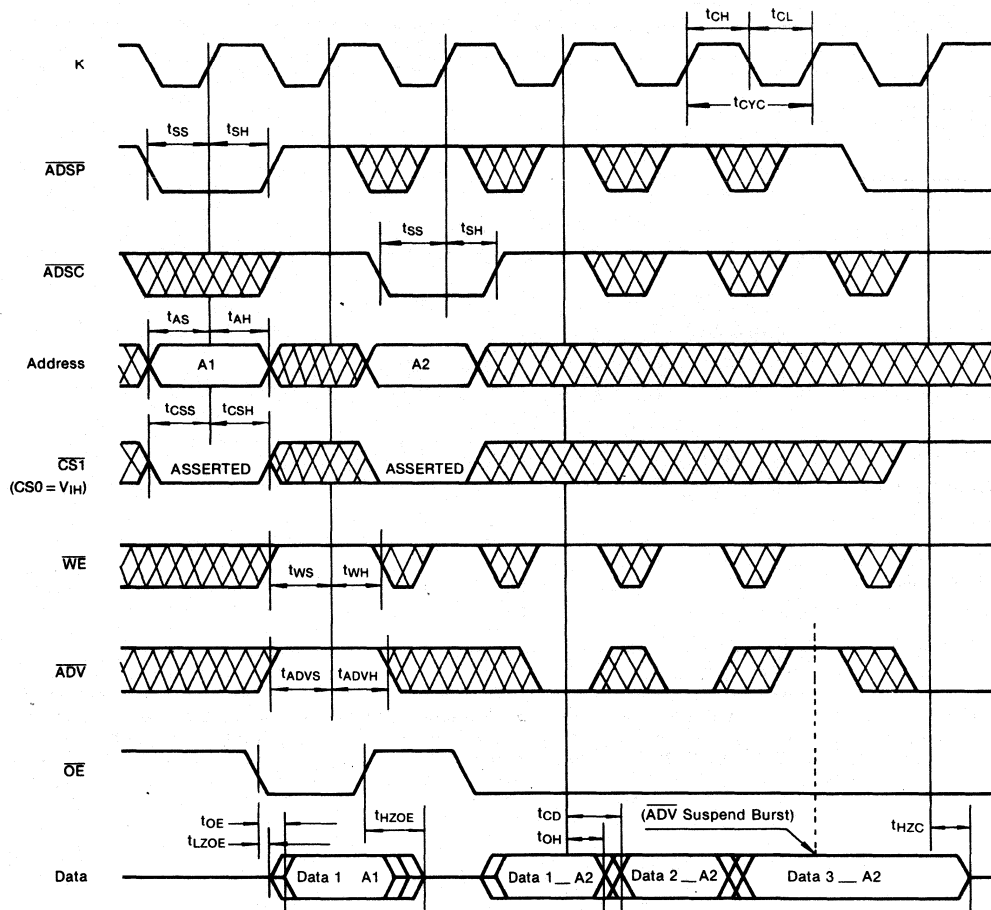 tCH tCL
K
tCYC
tSS tSH
ADSP
tSS tSH
ADSC
tAS tAH
Address A1 A2
tCSS tCSH
CS1 ASSERTED ASSERTED
(CS0 = VIH)
WE
tWS tWH
ADV
tADVS tADVH
OE
tOE tHZOE tCD (ADV Suspend Burst) tHZC
tLZOE tOH
Data Data 1 A1 Data 1 __ A2 Data 2 __ A2 Data 3 __ A2